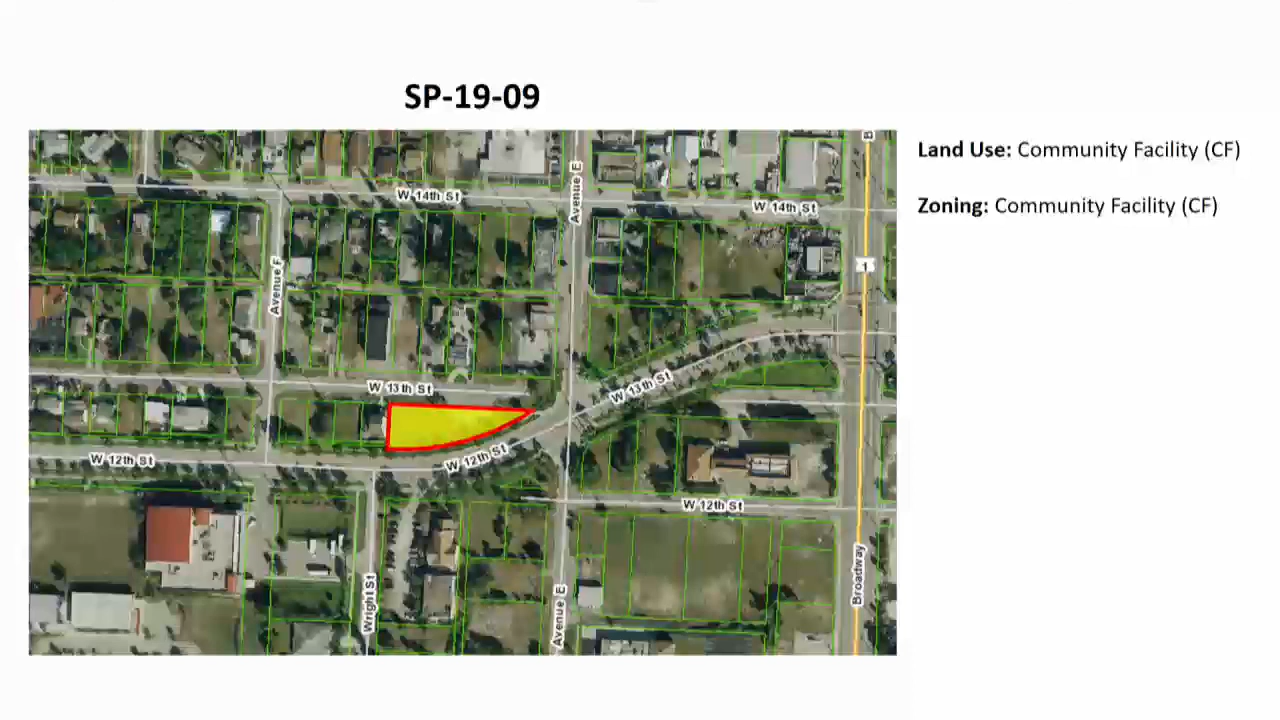 SP-19-09
Land Use: Community Facility (CF)
Zoning: Community Facility (CF)
B
W 14th St
Avenue E
W 14th St
1
Avenue F
W 13th St
W 13th St
W 12th St
W 12th St
W 12th St
Wright St
Avenue E
Broadway